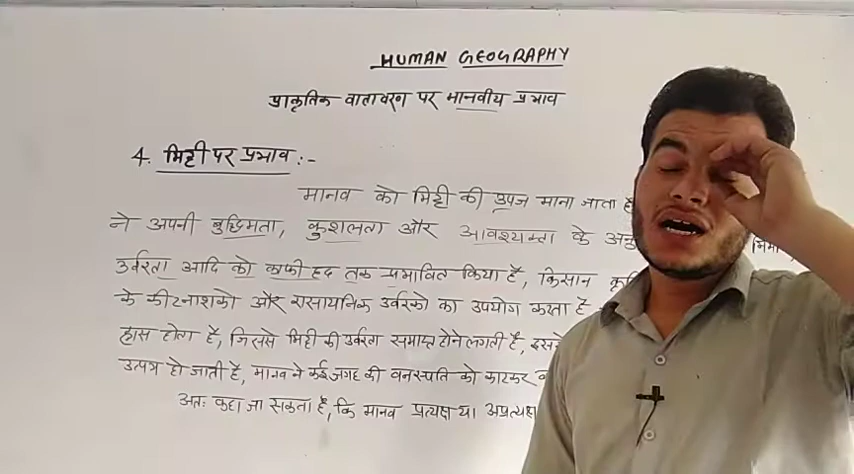 HUMAN GEOGRAPHY
प्राकृतिक वातावरण पर मानवीय प्रभाव
4. मिट्टी पर प्रभाव :-
मानव को मिट्टी की उपज माना जाता
ने अपनी बुद्धिमता, कुशलता और आवश्यकता के
उर्वरता आदि को काफी हद तक प्रभावित किया है, किसान
के कीटनाशको और रासायनिक उर्वरको का उपयोग करता है
ह्रास होता है, जिससे मिट्टी की उर्वरता समाप्त होने लगती है,
उत्पन्न हो जाती है, मानव ने कई जगह की वनस्पति को काटकर
अतः कहा जा सकता है, कि मानव प्रत्यक्ष या अप्रत्यक्ष